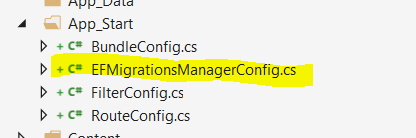 App_Data
App_Start
+ C# BundleConfig.cs
+ C# EFMigrationsManagerConfig.cs
+ C# FilterConfig.cs
+ C# RouteConfig.cs
Content